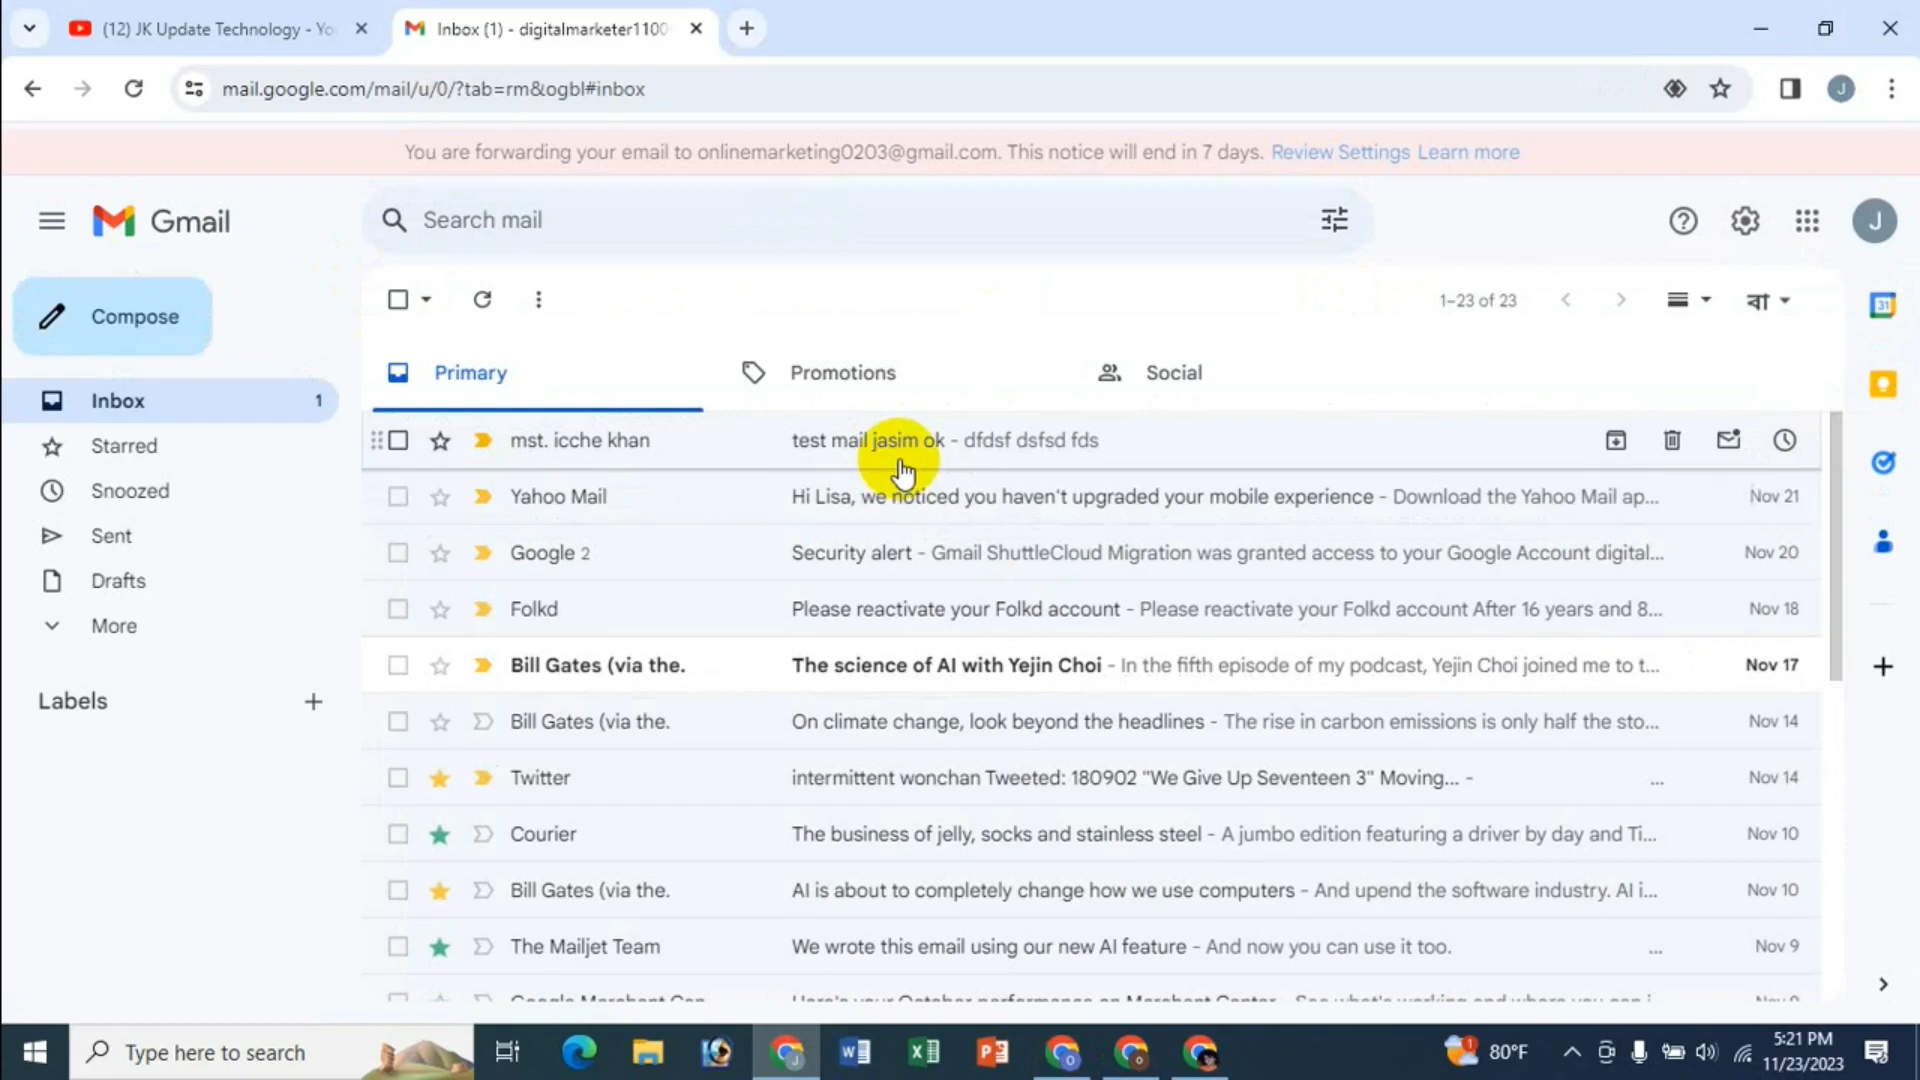 (12) JK Update Technology - Yo
Inbox (1) - digitalmarketer1100
mail.google.com/mail/u/0/?tab=rm&ogbl#inbox
J
You are forwarding your email to onlinemarketing0203@gmail.com. This notice will end in 7 days. Review Settings Learn more
Gmail
Search mail
J
Compose
1–23 of 23
বা
Primary
Promotions
Social
Inbox 1
Starred
Snoozed
Sent
Drafts
More
Labels
mst. icche khan test mail jasim ok - dfdsf dsfsd fds
Yahoo Mail Hi Lisa, we noticed you haven't upgraded your mobile experience - Download the Yahoo Mail ap... Nov 21
Google 2 Security alert - Gmail ShuttleCloud Migration was granted access to your Google Account digital... Nov 20
Folkd Please reactivate your Folkd account - Please reactivate your Folkd account After 16 years and 8... Nov 18
Bill Gates (via the. The science of AI with Yejin Choi - In the fifth episode of my podcast, Yejin Choi joined me to t... Nov 17
Bill Gates (via the. On climate change, look beyond the headlines - The rise in carbon emissions is only half the sto... Nov 14
Twitter intermittent wonchan Tweeted: 180902 "We Give Up Seventeen 3" Moving... - ... Nov 14
Courier The business of jelly, socks and stainless steel - A jumbo edition featuring a driver by day and Ti... Nov 10
Bill Gates (via the. AI is about to completely change how we use computers - And upend the software industry. AI i... Nov 10
The Mailjet Team We wrote this email using our new AI feature - And now you can use it too. ... Nov 9
31
Type here to search
80°F
5:21 PM
11/23/2023